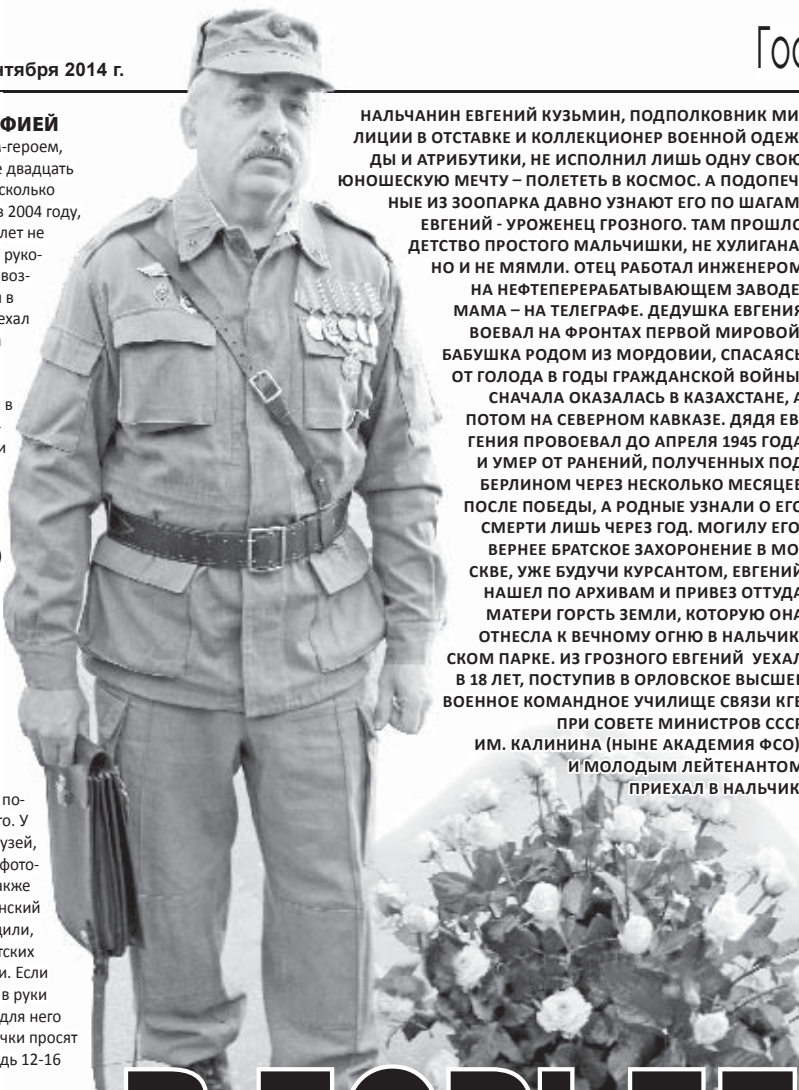 нтября 2014 г.
Гос
ФИЕЙ
-героем,
е двадцать
сколько
в 2004 году,
лет не
руко-
воз-
в
ехал
в
и
по-
го. У
узей,
фото-
акже
нский
дили,
тских
и. Если
в руки
для него
чки просят
дь 12-16
НАЛЬЧАНИН ЕВГЕНИЙ КУЗЬМИН, ПОДПОЛКОВНИК МИ
ЛИЦИИ В ОТСТАВКЕ И КОЛЛЕКЦИОНЕР ВОЕННОЙ ОДЕЖ
ДЫ И АТРИБУТИКИ, НЕ ИСПОЛНИЛ ЛИШЬ ОДНУ СВОЮ
ЮНОШЕСКУЮ МЕЧТУ – ПОЛЕТЕТЬ В КОСМОС. А ПОДОПЕЧ
НЫЕ ИЗ ЗООПАРКА ДАВНО УЗНАЮТ ЕГО ПО ШАГАМ
ЕВГЕНИЙ - УРОЖЕНЕЦ ГРОЗНОГО. ТАМ ПРОШЛО
ДЕТСТВО ПРОСТОГО МАЛЬЧИШКИ, НЕ ХУЛИГАНА
НО И НЕ МЯМЛИ. ОТЕЦ РАБОТАЛ ИНЖЕНЕРОМ
НА НЕФТЕПЕРЕРАБАТЫВАЮЩЕМ ЗАВОДЕ
МАМА – НА ТЕЛЕГРАФЕ. ДЕДУШКА ЕВГЕНИЯ
ВОЕВАЛ НА ФРОНТАХ ПЕРВОЙ МИРОВОЙ
БАБУШКА РОДОМ ИЗ МОРДОВИИ, СПАСАЯСЬ
ОТ ГОЛОДА В ГОДЫ ГРАЖДАНСКОЙ ВОЙНЫ
СНАЧАЛА ОКАЗАЛАСЬ В КАЗАХСТАНЕ, А
ПОТОМ НА СЕВЕРНОМ КАВКАЗЕ. ДЯДЯ ЕВ
ГЕНИЯ ПРОВОЕВАЛ ДО АПРЕЛЯ 1945 ГОДА
И УМЕР ОТ РАНЕНИЙ, ПОЛУЧЕННЫХ ПОД
БЕРЛИНОМ ЧЕРЕЗ НЕСКОЛЬКО МЕСЯЦЕВ
ПОСЛЕ ПОБЕДЫ, А РОДНЫЕ УЗНАЛИ О ЕГО
СМЕРТИ ЛИШЬ ЧЕРЕЗ ГОД. МОГИЛУ ЕГО
ВЕРНЕЕ БРАТСКОЕ ЗАХОРОНЕНИЕ В МО
СКВЕ, УЖЕ БУДУЧИ КУРСАНТОМ, ЕВГЕНИЙ
НАШЕЛ ПО АРХИВАМ И ПРИВЕЗ ОТТУДА
МАТЕРИ ГОРСТЬ ЗЕМЛИ, КОТОРУЮ ОНА
ОТНЕСЛА К ВЕЧНОМУ ОГНЮ В НАЛЬЧИК
СКОМ ПАРКЕ. ИЗ ГРОЗНОГО ЕВГЕНИЙ УЕХАЛ
В 18 ЛЕТ, ПОСТУПИВ В ОРЛОВСКОЕ ВЫСШЕЕ
ВОЕННОЕ КОМАНДНОЕ УЧИЛИЩЕ СВЯЗИ КГБ
ПРИ СОВЕТЕ МИНИСТРОВ СССР
ИМ. КАЛИНИНА (НЫНЕ АКАДЕМИЯ ФСО)
И МОЛОДЫМ ЛЕЙТЕНАНТОМ
ПРИЕХАЛ В НАЛЬЧИК